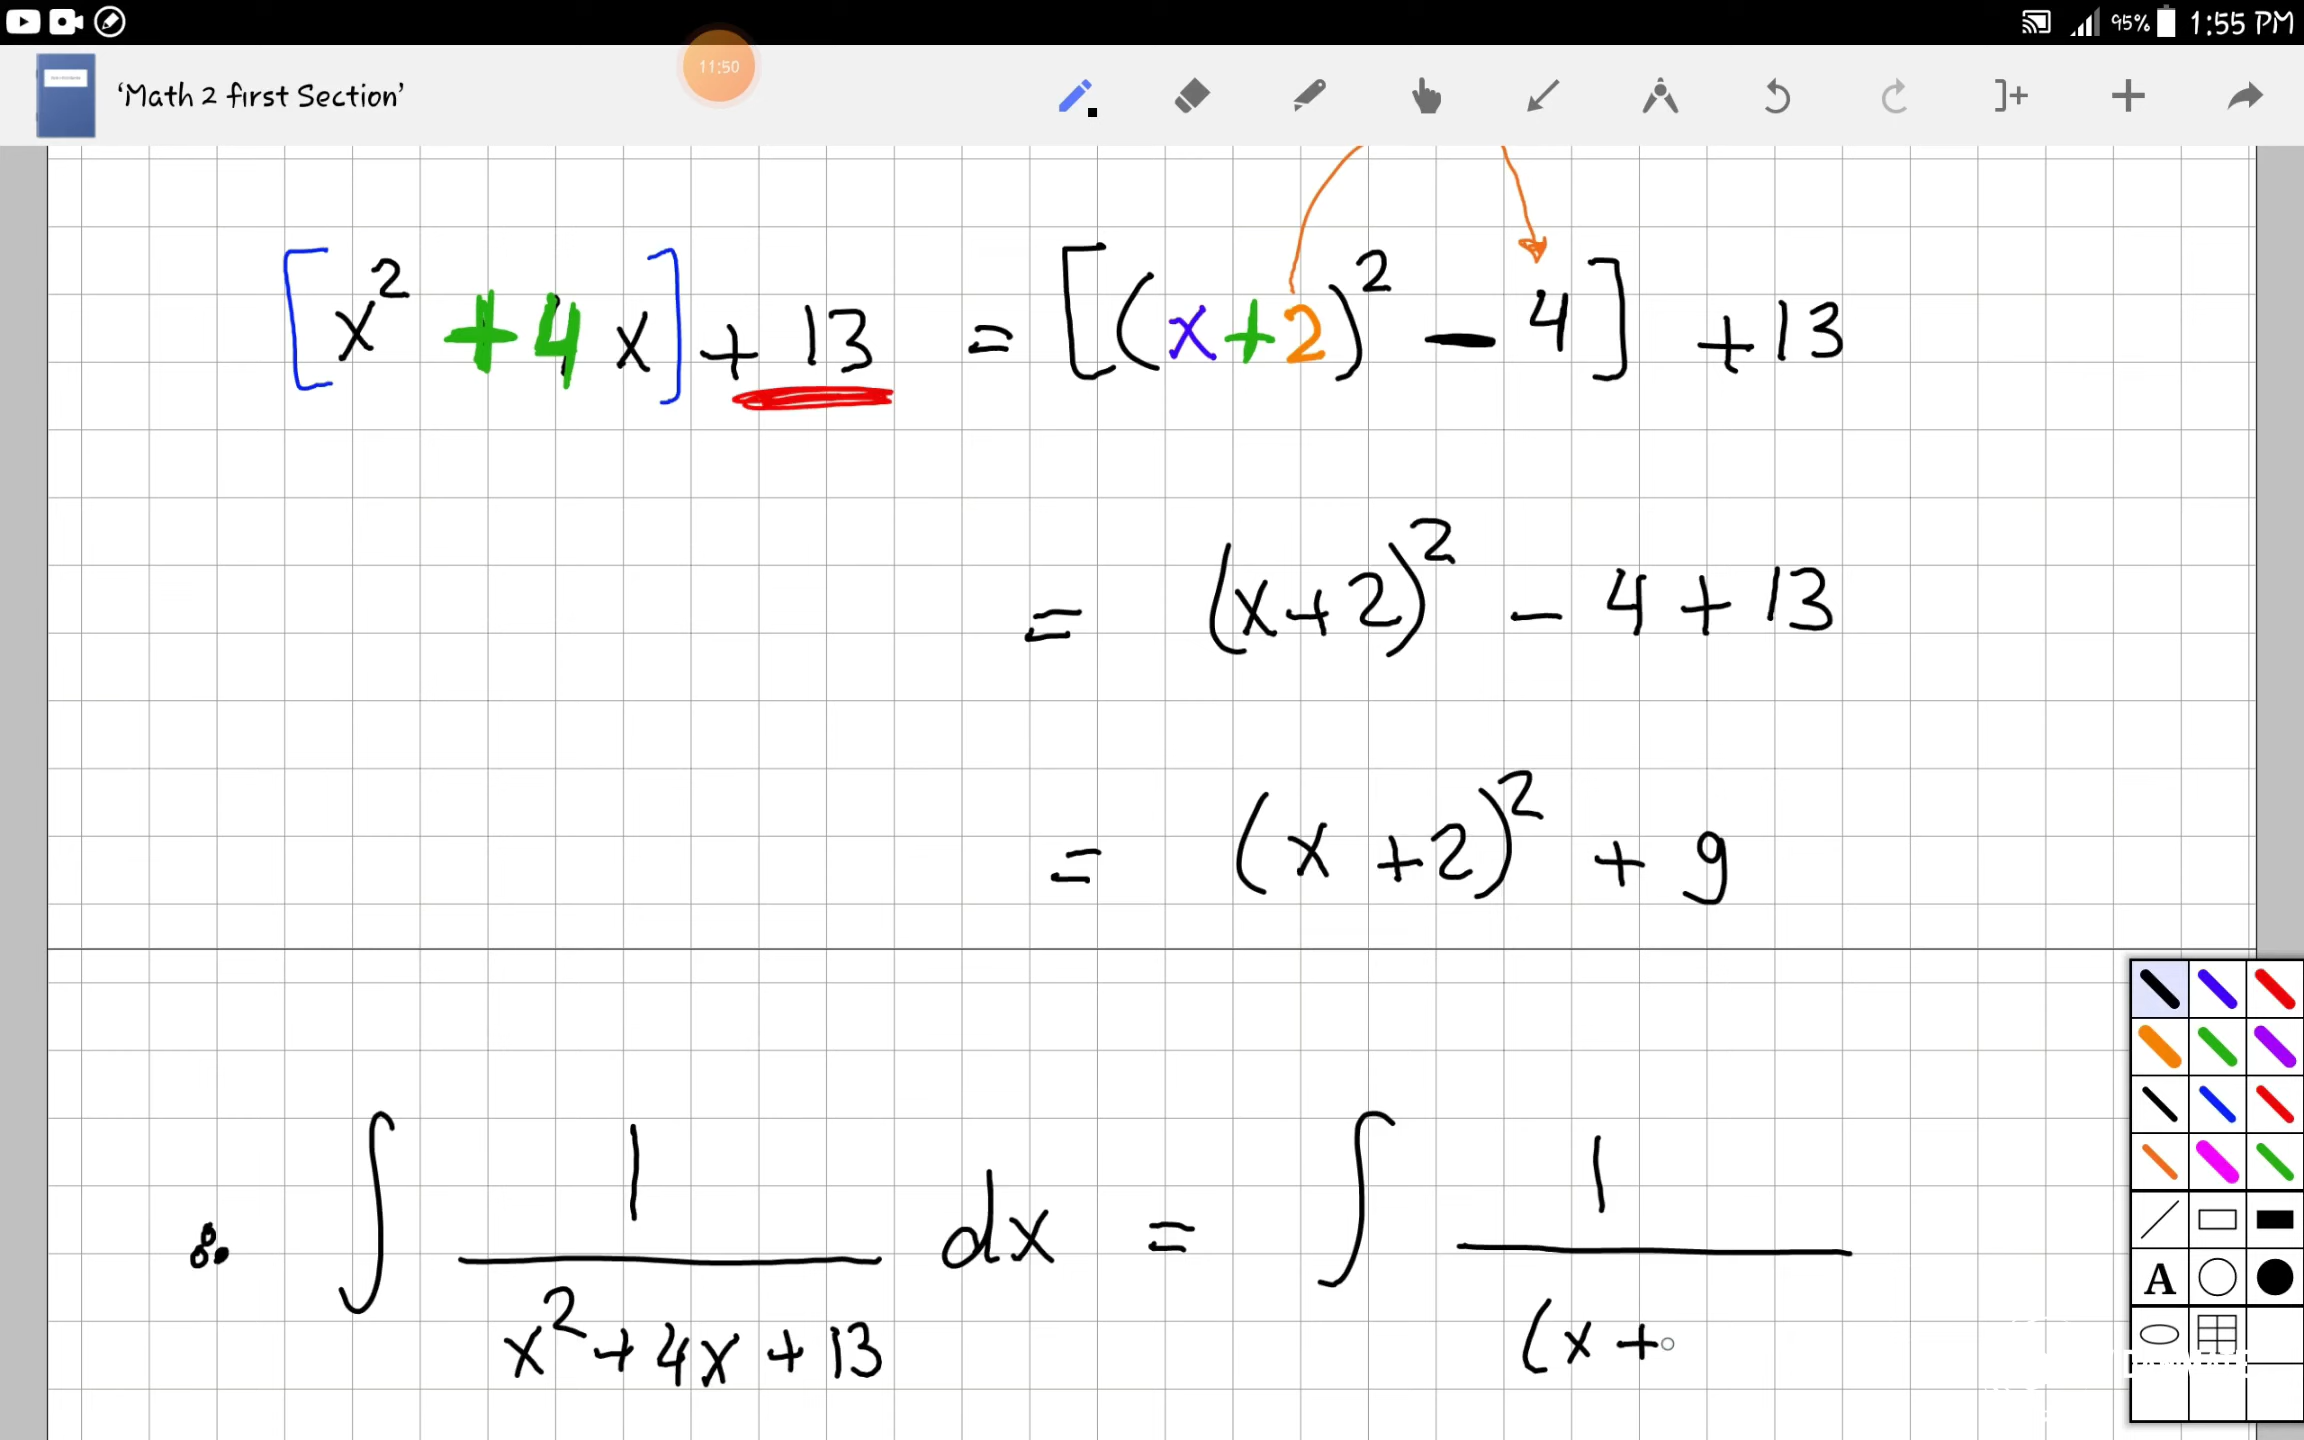 95% 1:55 PM
11:50
'Math 2 first Section'
[x² + 4x] + 13 = [(x+2)² - 4] + 13
= (x+2)² - 4 + 13
= (x +2)² + 9
∫ 1 / x² + 4x + 13 dx = ∫ 1 / (x +
A